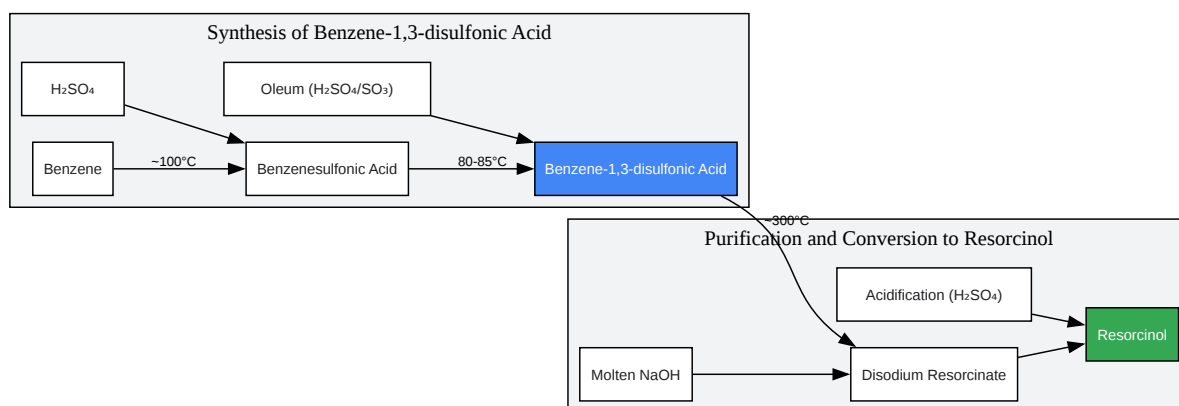 Synthesis of Benzene-1,3-disulfonic Acid
H₂SO₄
Oleum (H₂SO₄/SO₃)
Benzene
~100°C
Benzenesulfonic Acid
80-85°C
Benzene-1,3-disulfonic Acid
~300°C
Purification and Conversion to Resorcinol
Acidification (H₂SO₄)
Resorcinol
Molten NaOH
Disodium Resorcinate